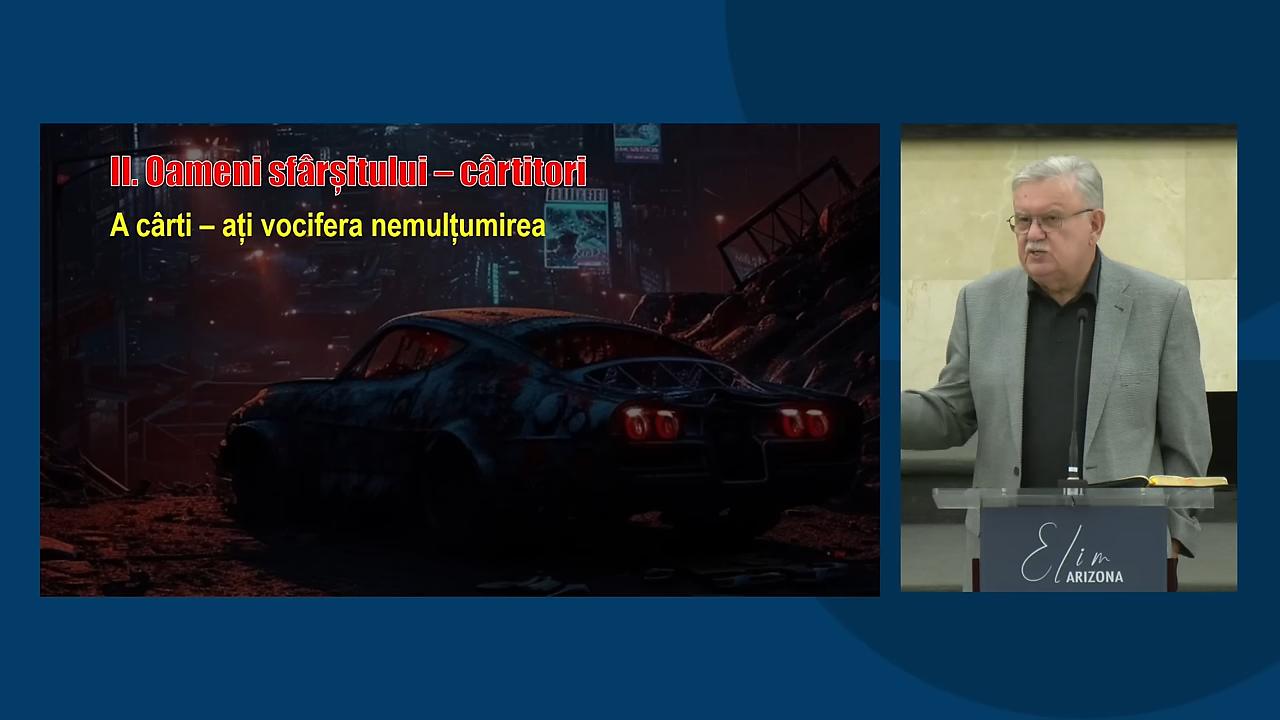 II. Oameni sfârșitului – cârtitori
A cârti – ați vocifera nemulțumirea
Elim
ARIZONA